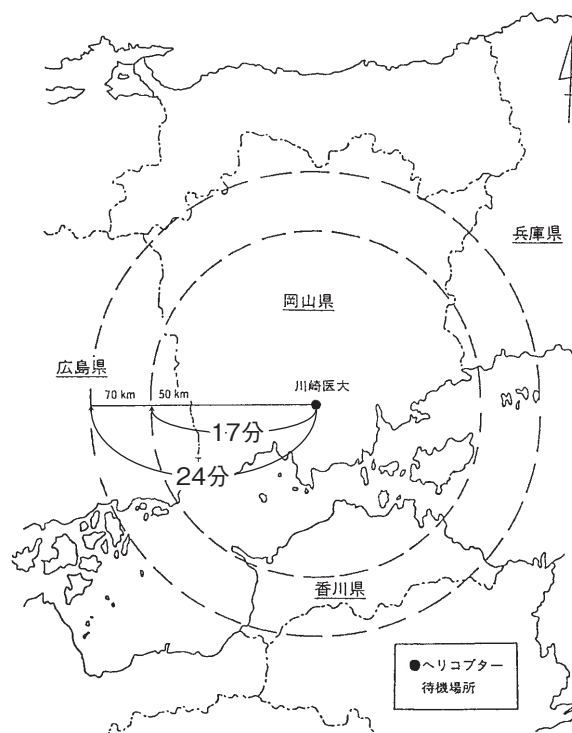 兵庫県
岡山県
広島県
川崎医大
70 km
50 km
17分
24分
香川県
●ヘリコプター
待機場所